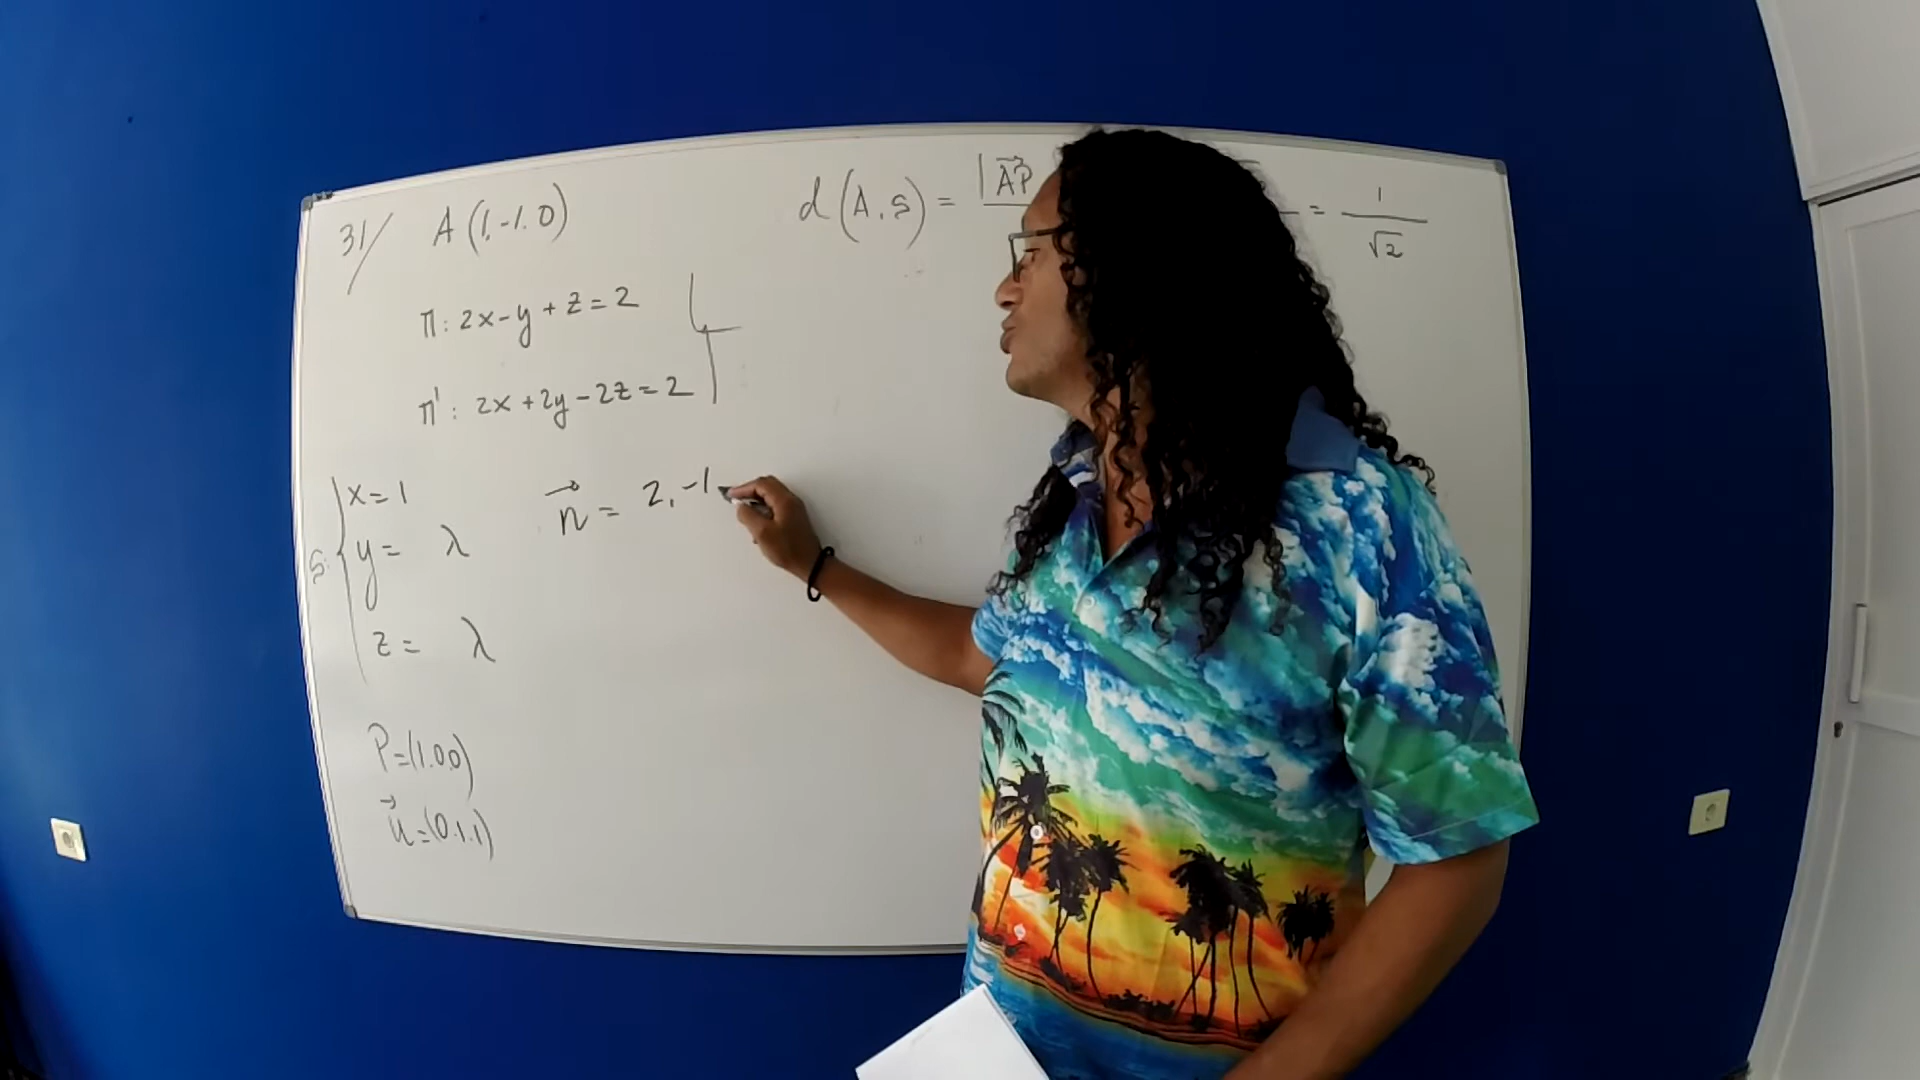 31/ A (1.-1.0)
d (A, s) = |AP = 1/√2
π: 2x-y+z=2
π': 2x+2y-2z=2
s: { x=1
y= λ
z= λ
n⃗ = 2,-1
P=(1.0.0)
u⃗=(0.1.1)